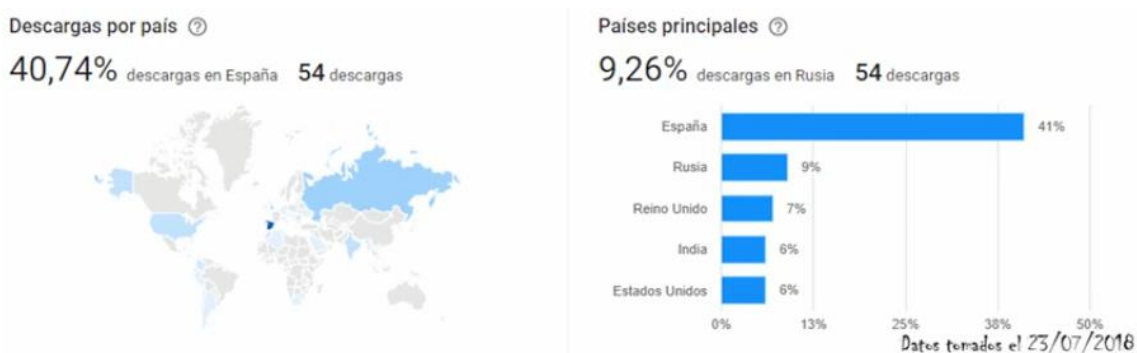 Descargas por país ?
40,74% descargas en España 54 descargas
Países principales ?
9,26% descargas en Rusia 54 descargas
España 41%
Rusia 9%
Reino Unido 7%
India 6%
Estados Unidos 6%
0% 13% 25% 38% 50%
Datos tomados el 23/07/2018